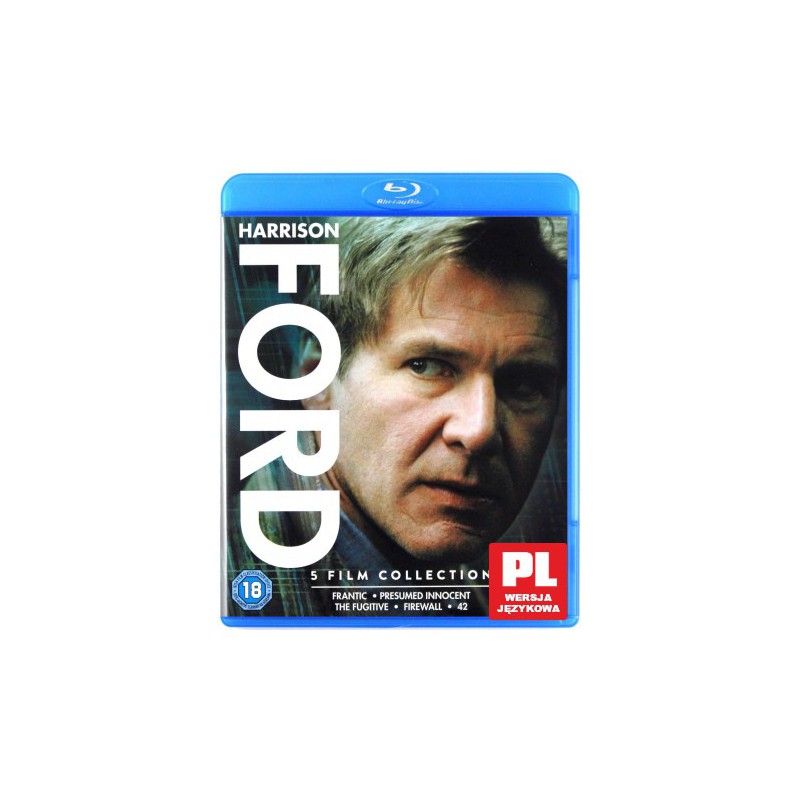 Blu-ray Disc
HARRISON
FORD
5 FILM COLLECTION
FRANTIC • PRESUMED INNOCENT
THE FUGITIVE • FIREWALL • 42
18
PL
WERSJA
JĘZYKOWA